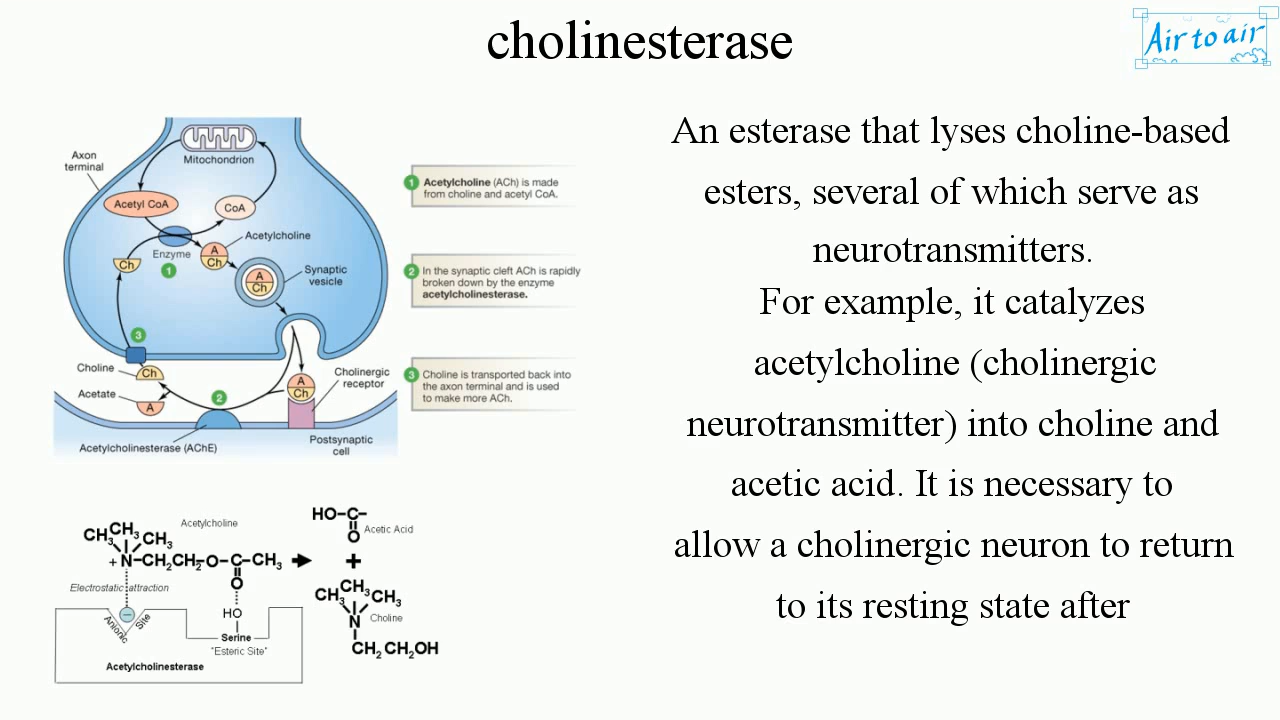 cholinesterase
Air to air
An esterase that lyses choline-based
esters, several of which serve as
neurotransmitters.
For example, it catalyzes
acetylcholine (cholinergic
neurotransmitter) into choline and
acetic acid. It is necessary to
allow a cholinergic neuron to return
to its resting state after
Mitochondrion
Axon
terminal
Acetyl CoA
CoA
Acetylcholine
Enzyme
1
A
Ch
Ch
A
Ch
Synaptic
vesicle
3
Choline
Ch
Acetate
A
2
A
Ch
Cholinergic
receptor
Acetylcholinesterase (AChE)
Postsynaptic
cell
1 Acetylcholine (ACh) is made
from choline and acetyl CoA.
2 In the synaptic cleft ACh is rapidly
broken down by the enzyme
acetylcholinesterase.
3 Choline is transported back into
the axon terminal and is used
to make more ACh.
Acetylcholine
CH3 CH3 CH3
+N-CH2CH2-O-C-CH3
O
Electrostatic attraction
−
Anionic Site
HO
Serine
"Esteric Site"
Acetylcholinesterase
HO-C-
O
Acetic Acid
+
CH3 CH3 CH3
N
Choline
CH2CH2OH